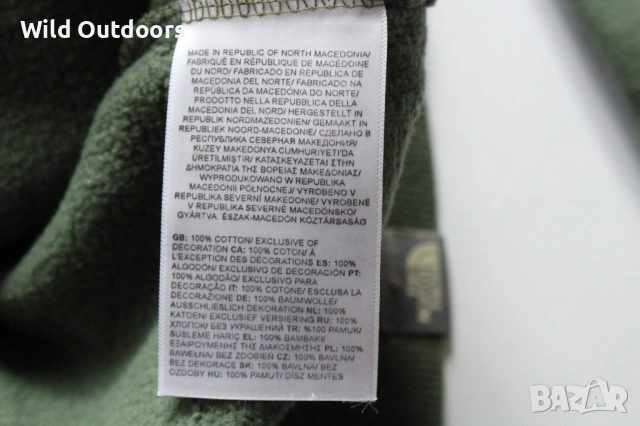 Wild Outdoors
MADE IN REPUBLIC OF NORTH MACEDONIA/
FABRIQUÉ EN RÉPUBLIQUE DE MACÉDOINE
DU NORD/ FABRICADO EN REPÚBLICA DE
MACEDONIA DEL NORTE/ FABRICADO NA
REPÚBLICA DA MACEDÓNIA DO NORTE/
PRODOTTO NELLA REPUBBLICA DELLA
MACEDONIA DEL NORD/ HERGESTELLT IN
REPUBLIK NORDMAZEDONIEN/ GEMAAKT IN
REPUBLIEK NOORD-MACEDONIË/ СДЕЛАНО В
РЕСПУБЛИКА СЕВЕРНАЯ МАКЕДОНИЯ/
KUZEY MAKEDONYA CUMHURIYETI'DA
ÜRETİLMİŞTİR/ ΚΑΤΑΣΚΕΥΑΖΕΤΑΙ ΣΤΗΝ
ΔΗΜΟΚΡΑΤΙΑ ΤΗΣ ΒΟΡΕΙΑΣ ΜΑΚΕΔΟΝΙΑΣ/
WYPRODUKOWANO W REPUBLIKA
MACEDONII PÓŁNOCNEJ/ VYROBENO V
REPUBLIKA SEVERNÍ MAKEDONIE/ VYROBENÉ
V REPUBLIKA SEVERNÉ MACEDÓNSKO/
GYÁRTVA. ÉSZAK-MACEDÓN KÖZTÁRSASÁG
GB: 100% COTTON/ EXCLUSIVE OF
DECORATION CA: 100% COTON/ À
L'EXCEPTION DES DÉCORATIONS ES: 100%
ALGODÓN/ EXCLUSIVO DE DECORACIÓN PT:
100% ALGODÃO/ EXCLUSIVO PARA
DECORAÇÃO IT: 100% COTONE/ ESCLUSA LA
DECORAZIONE DE: 100% BAUMWOLLE/
AUSSCHLIEßLICH DEKORATION NL: 100%
KATOEN/ EXCLUSIEF VERSIERING RU: 100%
ХЛОПОК/ БЕЗ УКРАШЕНИЙ TR: %100 PAMUK/
SÜSLEME HARİÇ EL: 100% ΒΑΜΒΑΚΙ/
ΕΞΑΙΡΟΥΜΕΝΗΣ ΤΗΣ ΔΙΑΚΟΣΜΗΣΗΣ PL: 100%
BAWEŁNA/ BEZ ZDOBIEŃ CZ: 100% BAVLNA/
BEZ DEKORACE SK: 100% BAVLNA/ BEZ
OZDOBY HU: 100% PAMUT/ DÍSZ MENTES
BAZAR